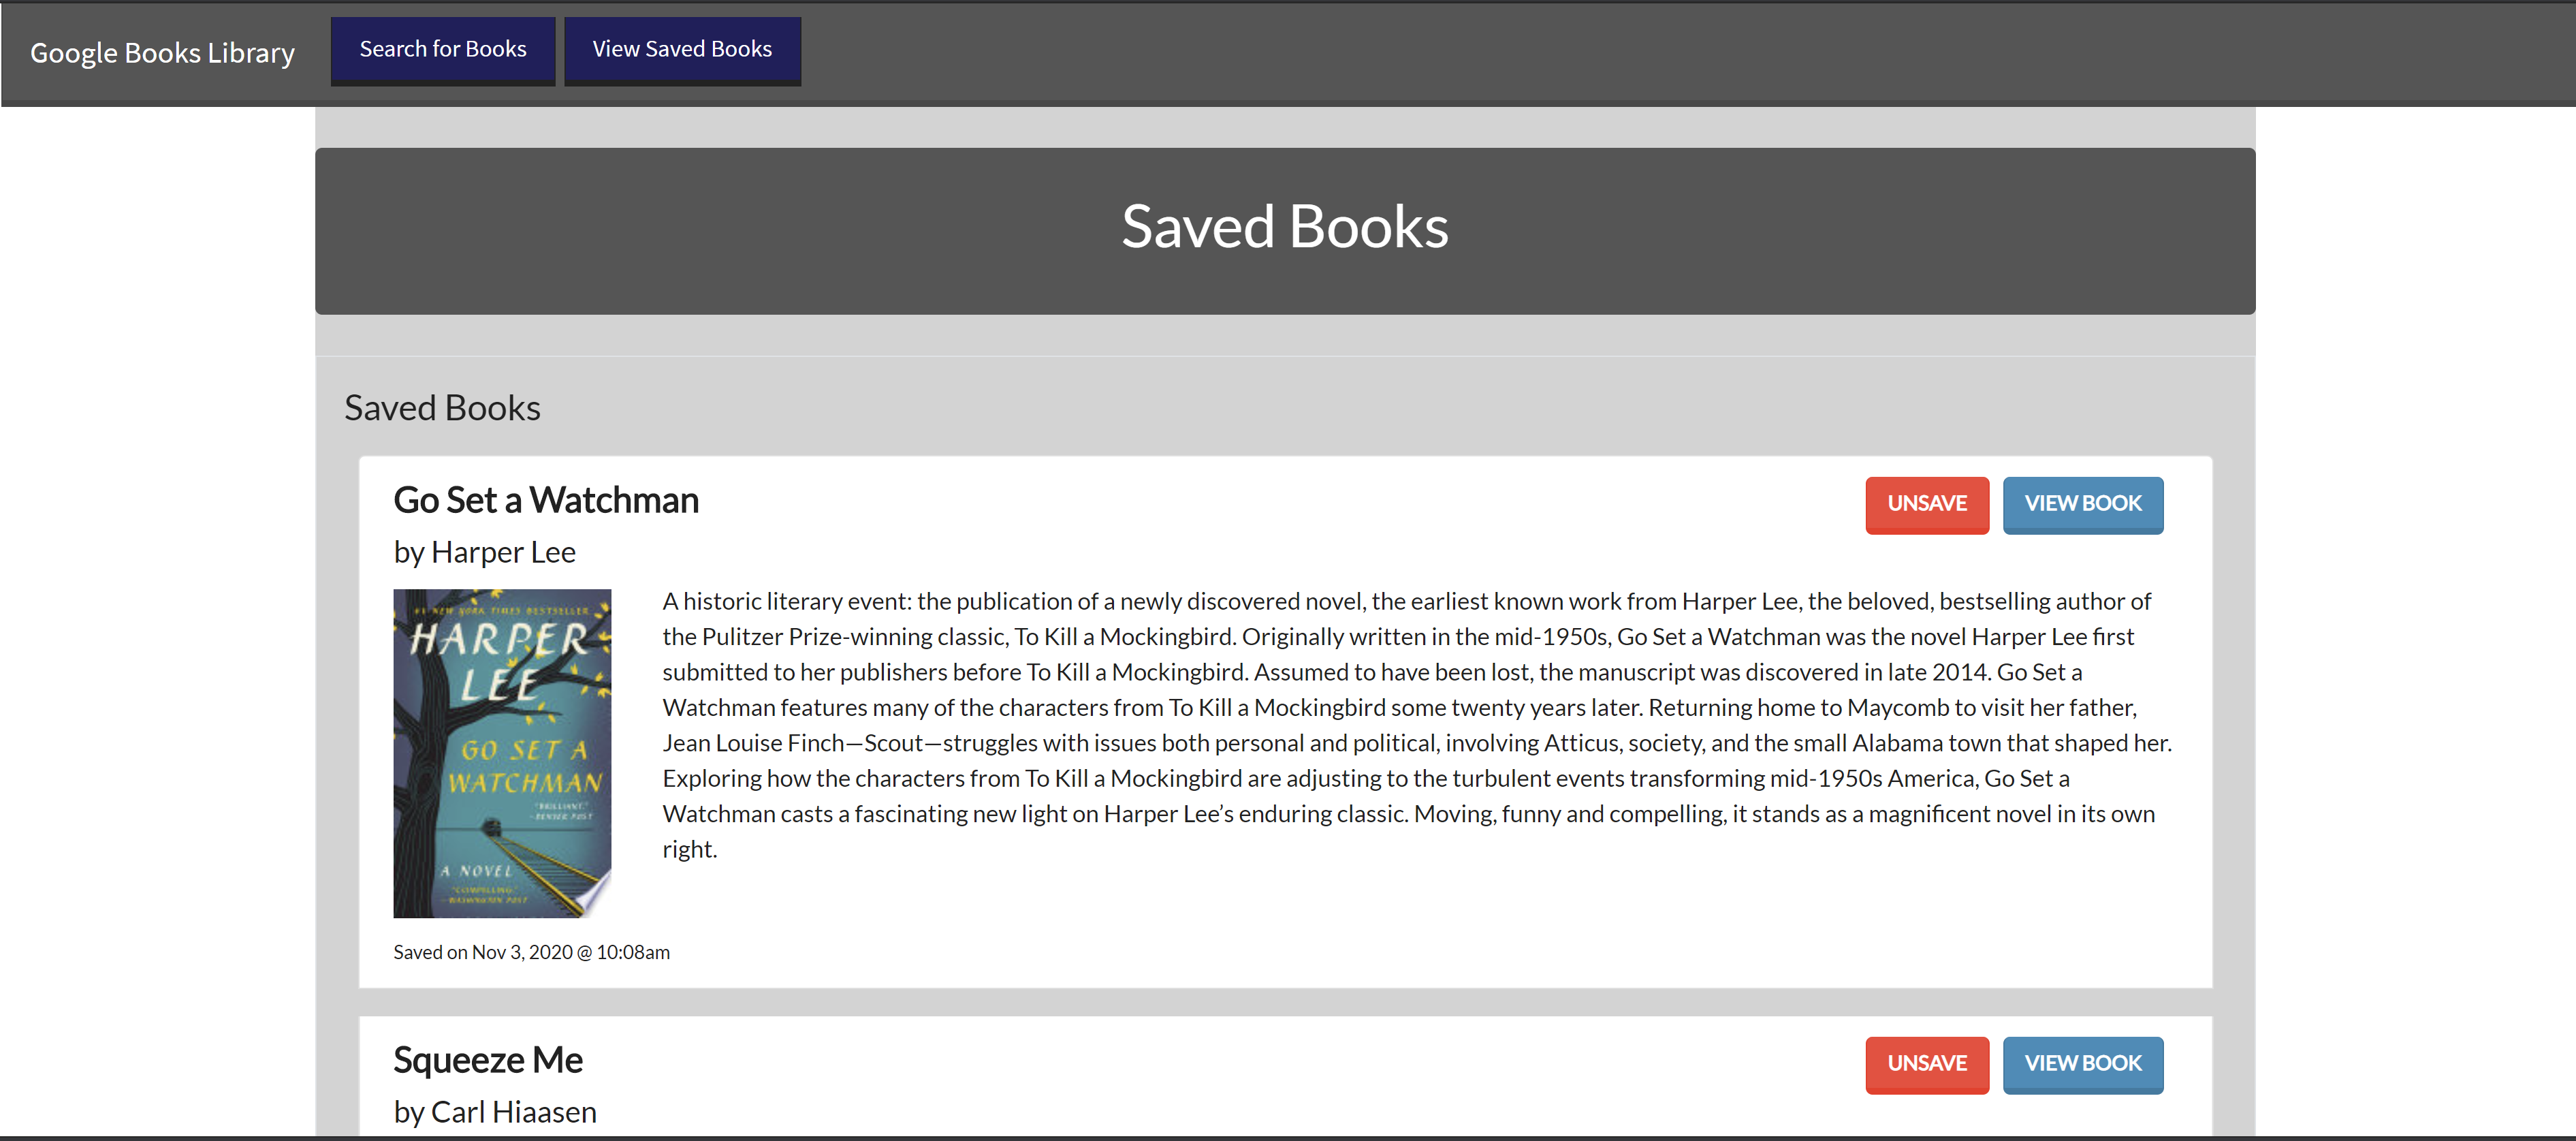 Google Books Library
Search for Books
View Saved Books
Saved Books
Saved Books
Go Set a Watchman
UNSAVE
VIEW BOOK
by Harper Lee
#1 NEW YORK TIMES BESTSELLER
HARPER
LEE
GO SET A
WATCHMAN
"BRILLIANT."
—DENVER POST
A NOVEL
"COMPELLING."
—WASHINGTON POST
A historic literary event: the publication of a newly discovered novel, the earliest known work from Harper Lee, the beloved, bestselling author of
the Pulitzer Prize-winning classic, To Kill a Mockingbird. Originally written in the mid-1950s, Go Set a Watchman was the novel Harper Lee first
submitted to her publishers before To Kill a Mockingbird. Assumed to have been lost, the manuscript was discovered in late 2014. Go Set a
Watchman features many of the characters from To Kill a Mockingbird some twenty years later. Returning home to Maycomb to visit her father,
Jean Louise Finch—Scout—struggles with issues both personal and political, involving Atticus, society, and the small Alabama town that shaped her.
Exploring how the characters from To Kill a Mockingbird are adjusting to the turbulent events transforming mid-1950s America, Go Set a
Watchman casts a fascinating new light on Harper Lee’s enduring classic. Moving, funny and compelling, it stands as a magnificent novel in its own
right.
Saved on Nov 3, 2020 @ 10:08am
Squeeze Me
UNSAVE
VIEW BOOK
by Carl Hiaasen